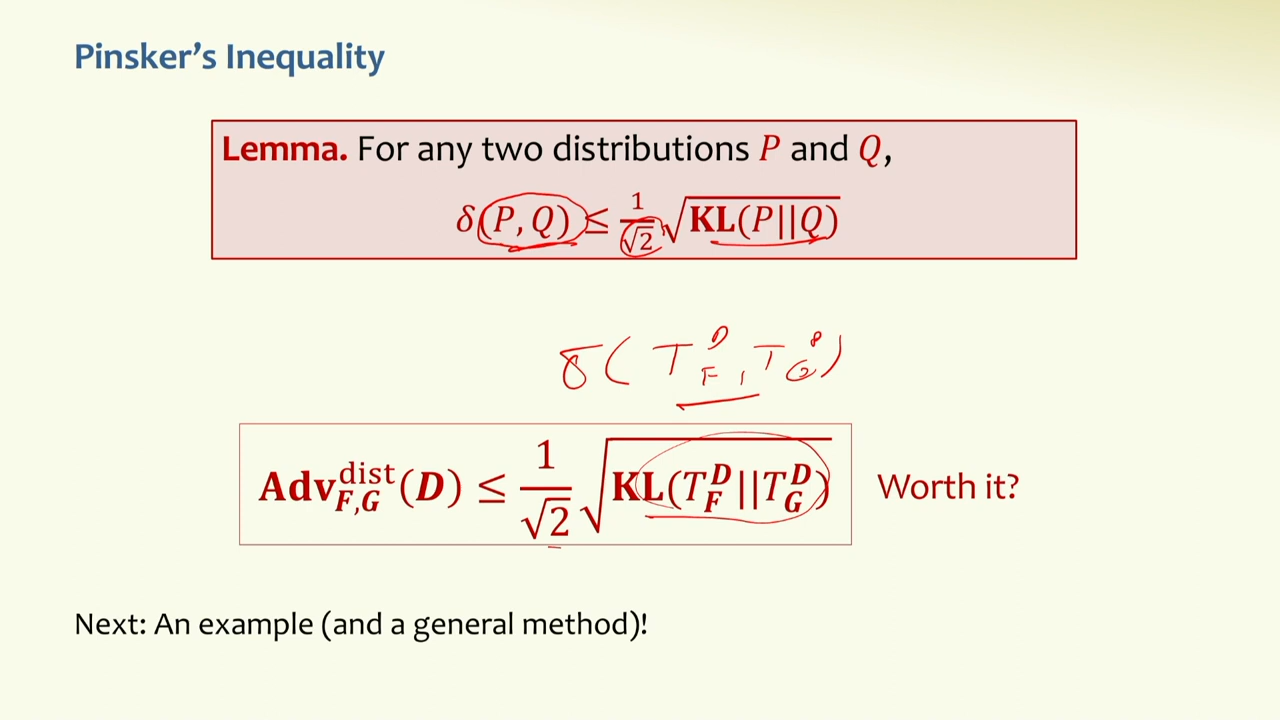 Pinsker's Inequality
Lemma. For any two distributions P and Q,
δ(P, Q) ≤ 1/√2 √KL(P||Q)
δ( T_F^D , T_G^D )
Adv_{F,G}^{dist}(D) ≤ 1/√2 √KL(T_F^D||T_G^D) Worth it?
Next: An example (and a general method)!